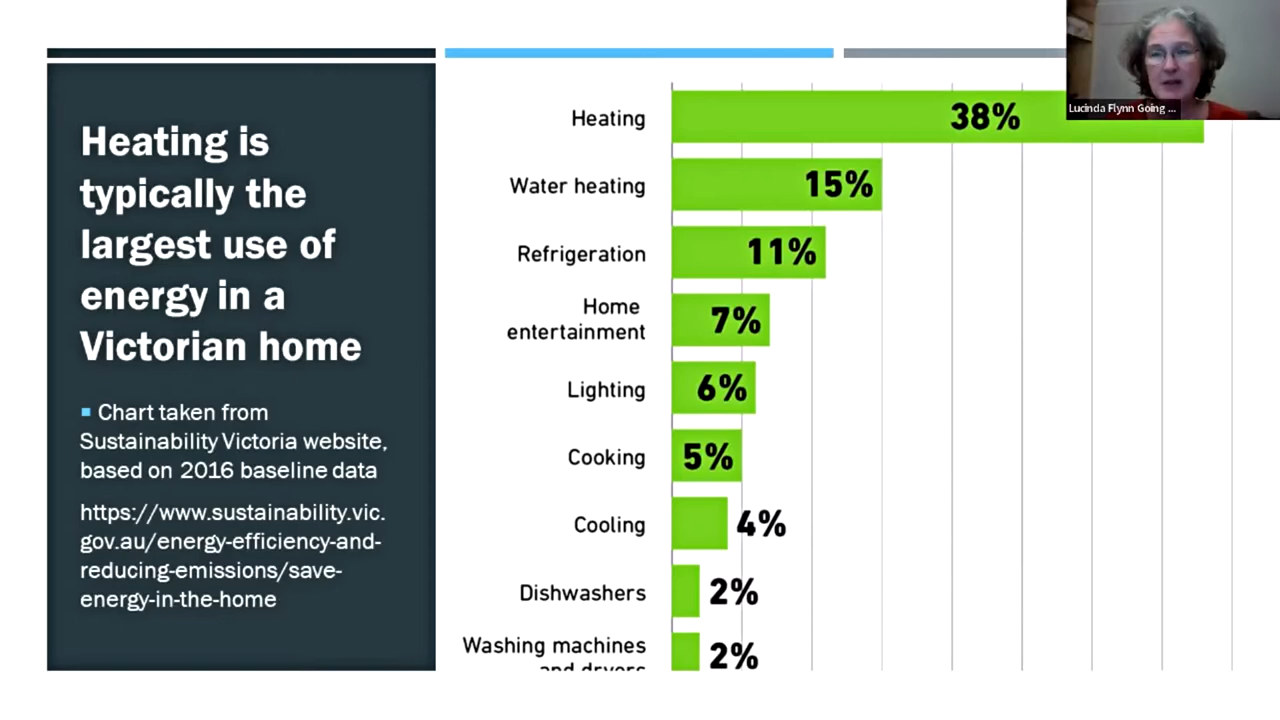 Heating is
typically the
largest use of
energy in a
Victorian home
Chart taken from
Sustainability Victoria website,
based on 2016 baseline data
https://www.sustainability.vic.
gov.au/energy-efficiency-and-
reducing-emissions/save-
energy-in-the-home
Heating
38%
Water heating
15%
Refrigeration
11%
Home
entertainment
7%
Lighting
6%
Cooking
5%
Cooling
4%
Dishwashers
2%
Washing machines
and dryers
2%
Lucinda Flynn Going ...